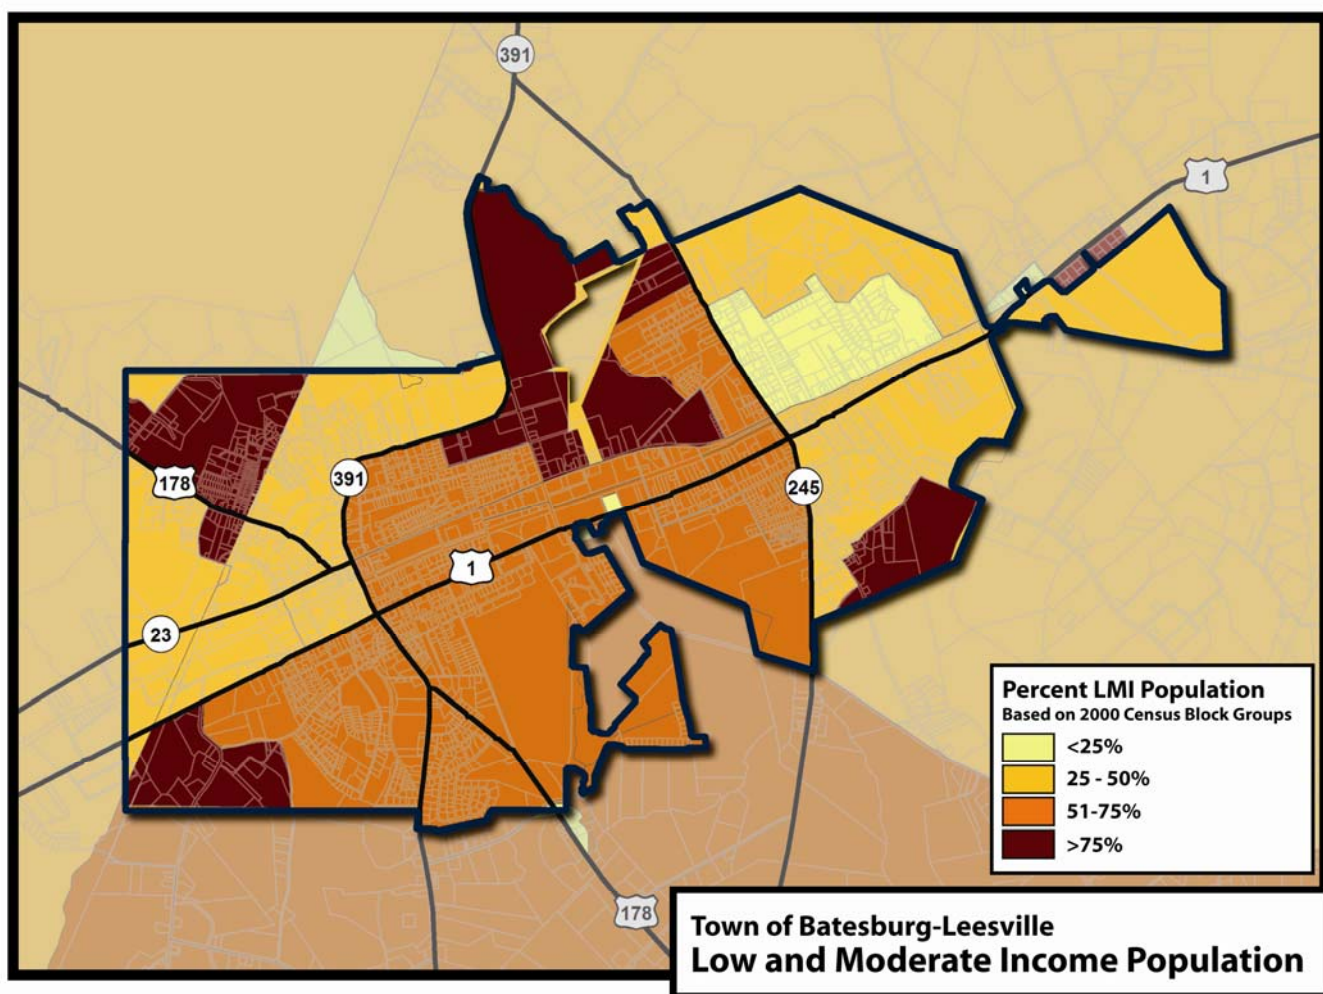 391
1
178
391
245
1
23
Percent LMI Population
Based on 2000 Census Block Groups
<25%
25 - 50%
51-75%
>75%
178
Town of Batesburg-Leesville
Low and Moderate Income Population